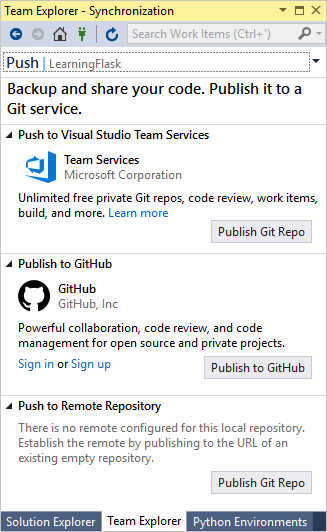 Team Explorer - Synchronization
Search Work Items (Ctrl+')
Push | LearningFlask
Backup and share your code. Publish it to a
Git service.
Push to Visual Studio Team Services
Team Services
Microsoft Corporation
Unlimited free private Git repos, code review, work items,
build, and more. Learn more
Publish Git Repo
Publish to GitHub
GitHub
GitHub, Inc
Powerful collaboration, code review, and code
management for open source and private projects.
Sign in or Sign up
Publish to GitHub
Push to Remote Repository
There is no remote configured for this local repository.
Establish the remote by publishing to the URL of an
existing empty repository.
Publish Git Repo
Solution Explorer Team Explorer Python Environments